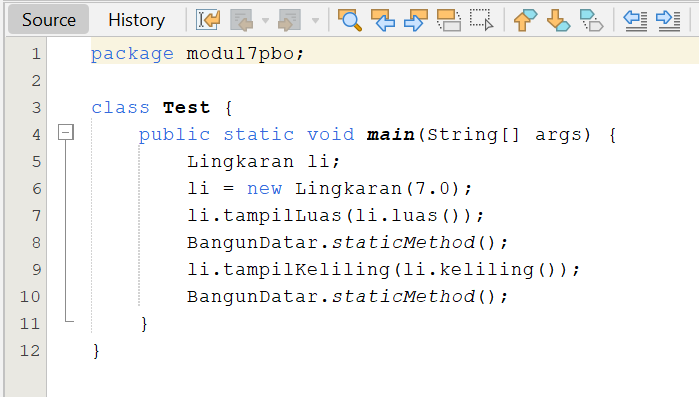 Source History
1 package modul7pbo;
2
3 class Test {
4 public static void main(String[] args) {
5 Lingkaran li;
6 li = new Lingkaran(7.0);
7 li.tampilLuas(li.luas());
8 BangunDatar.staticMethod();
9 li.tampilKeliling(li.keliling());
10 BangunDatar.staticMethod();
11 }
12 }